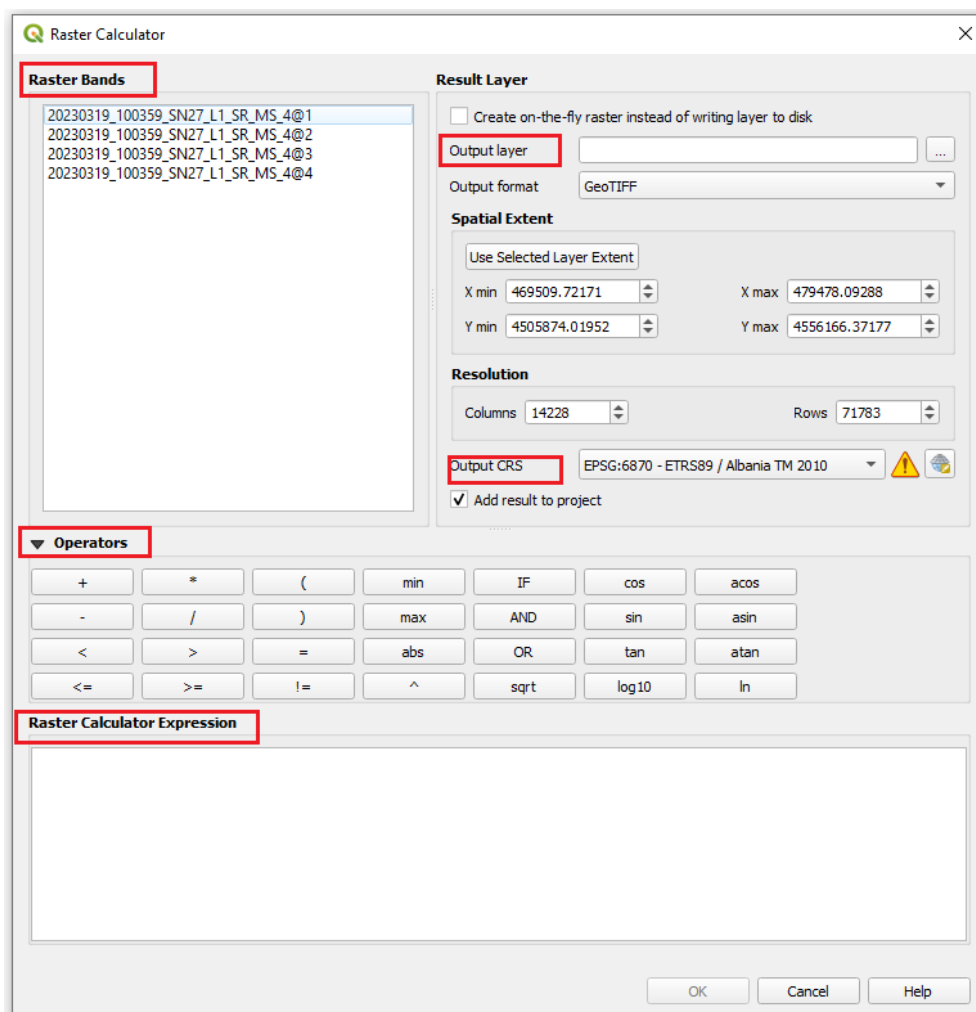 Raster Calculator
Raster Bands
20230319_100359_SN27_L1_SR_MS_4@1
20230319_100359_SN27_L1_SR_MS_4@2
20230319_100359_SN27_L1_SR_MS_4@3
20230319_100359_SN27_L1_SR_MS_4@4
Result Layer
Create on-the-fly raster instead of writing layer to disk
Output layer ...
Output format GeoTIFF
Spatial Extent
Use Selected Layer Extent
X min 469509.72171 X max 479478.09288
Y min 4505874.01952 Y max 4556166.37177
Resolution
Columns 14228 Rows 71783
Output CRS EPSG:6870 - ETRS89 / Albania TM 2010
Add result to project
Operators
+ * ( min IF cos acos
- / ) max AND sin asin
< > = abs OR tan atan
<= >= != ^ sqrt log10 ln
Raster Calculator Expression
OK Cancel Help